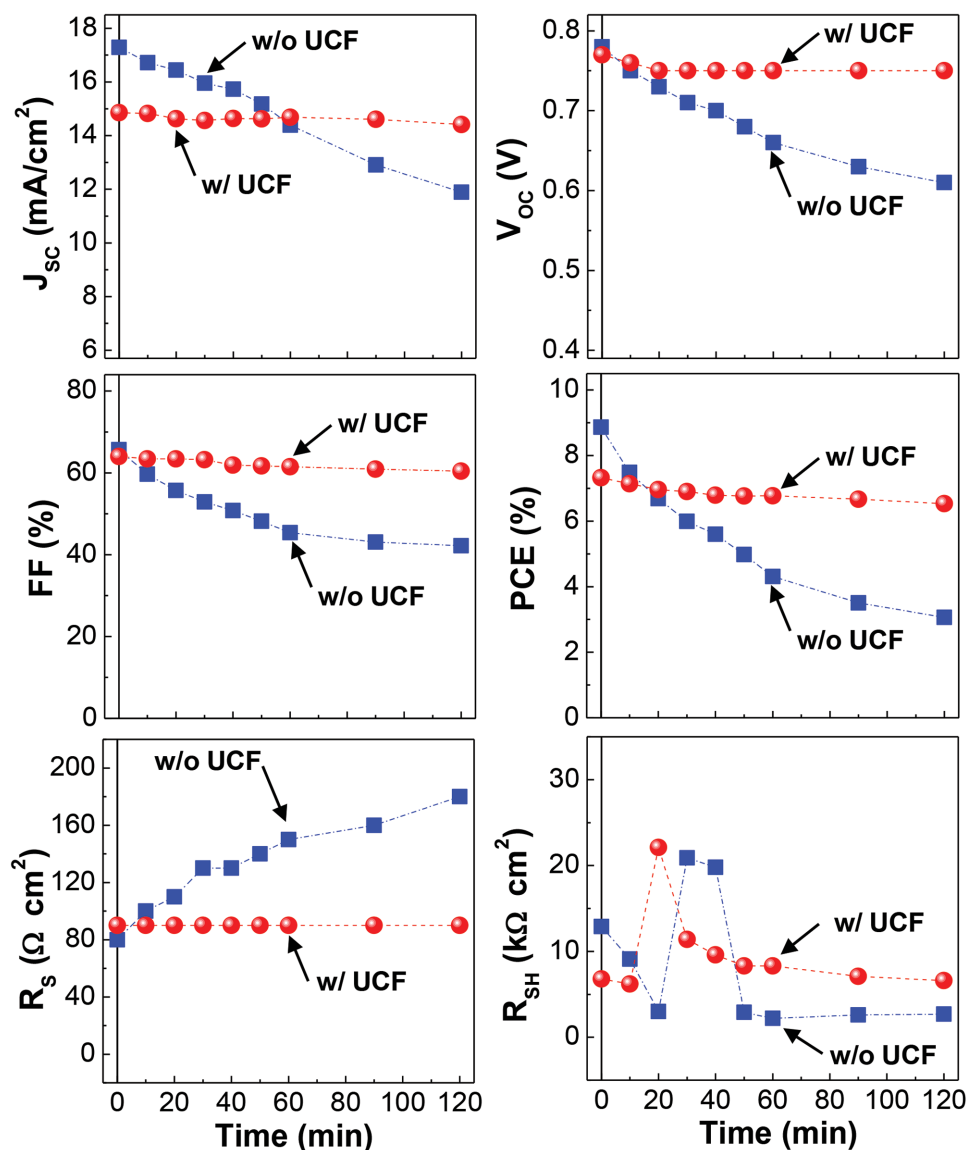 18
16
14
12
10
8
6
J_SC (mA/cm²)
w/o UCF
w/ UCF
0.8
0.7
0.6
0.5
0.4
V_OC (V)
w/ UCF
w/o UCF
80
60
40
20
0
FF (%)
w/ UCF
w/o UCF
10
8
6
4
2
0
PCE (%)
w/ UCF
w/o UCF
200
160
120
80
40
0
R_S (Ω cm²)
w/o UCF
w/ UCF
0 20 40 60 80 100 120
Time (min)
30
20
10
0
R_SH (kΩ cm²)
w/ UCF
w/o UCF
0 20 40 60 80 100 120
Time (min)